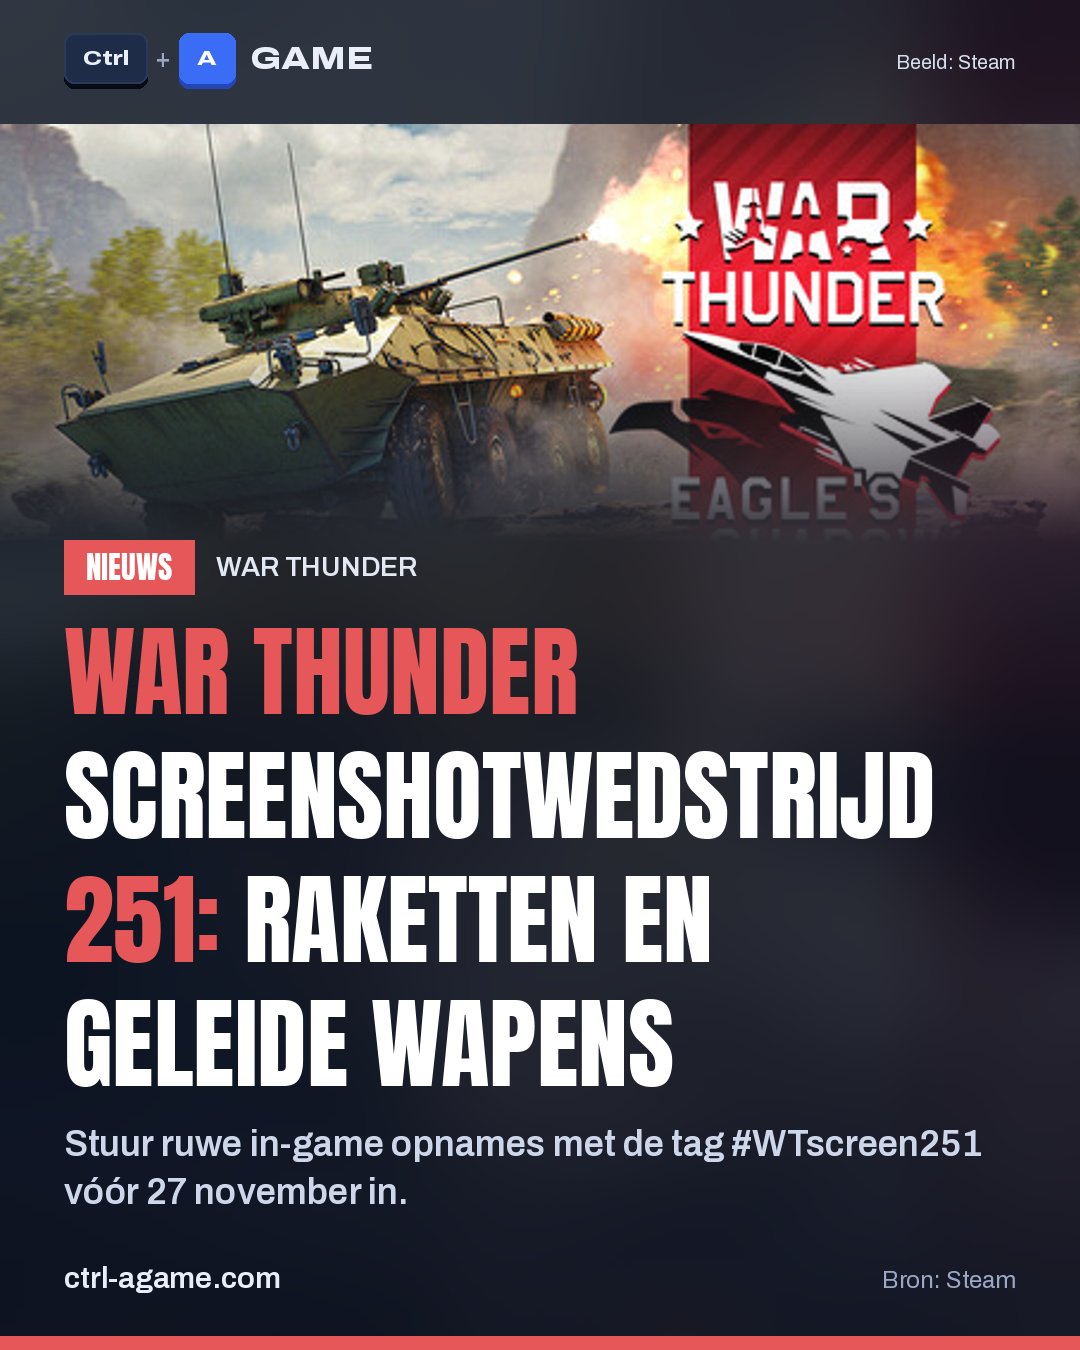 Ctrl + A GAME
Beeld: Steam
WAR
THUNDER
EAGLE'S
SHADOW
NIEUWS WAR THUNDER
WAR THUNDER
SCREENSHOTWEDSTRIJD
251: RAKETTEN EN
GELEIDE WAPENS
Stuur ruwe in-game opnames met de tag #WTscreen251
vóór 27 november in.
ctrl-agame.com
Bron: Steam